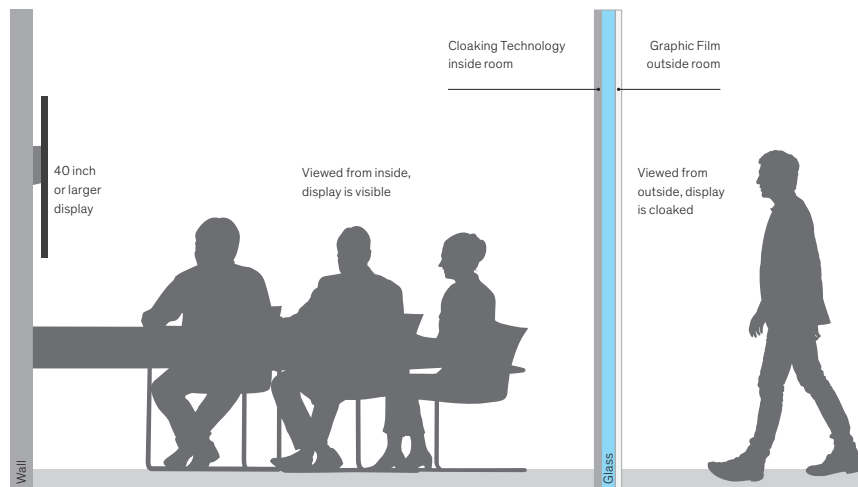 Cloaking Technology
inside room
Graphic Film
outside room
40 inch
or larger
display
Viewed from inside,
display is visible
Viewed from
outside, display
is cloaked
Wall
Glass